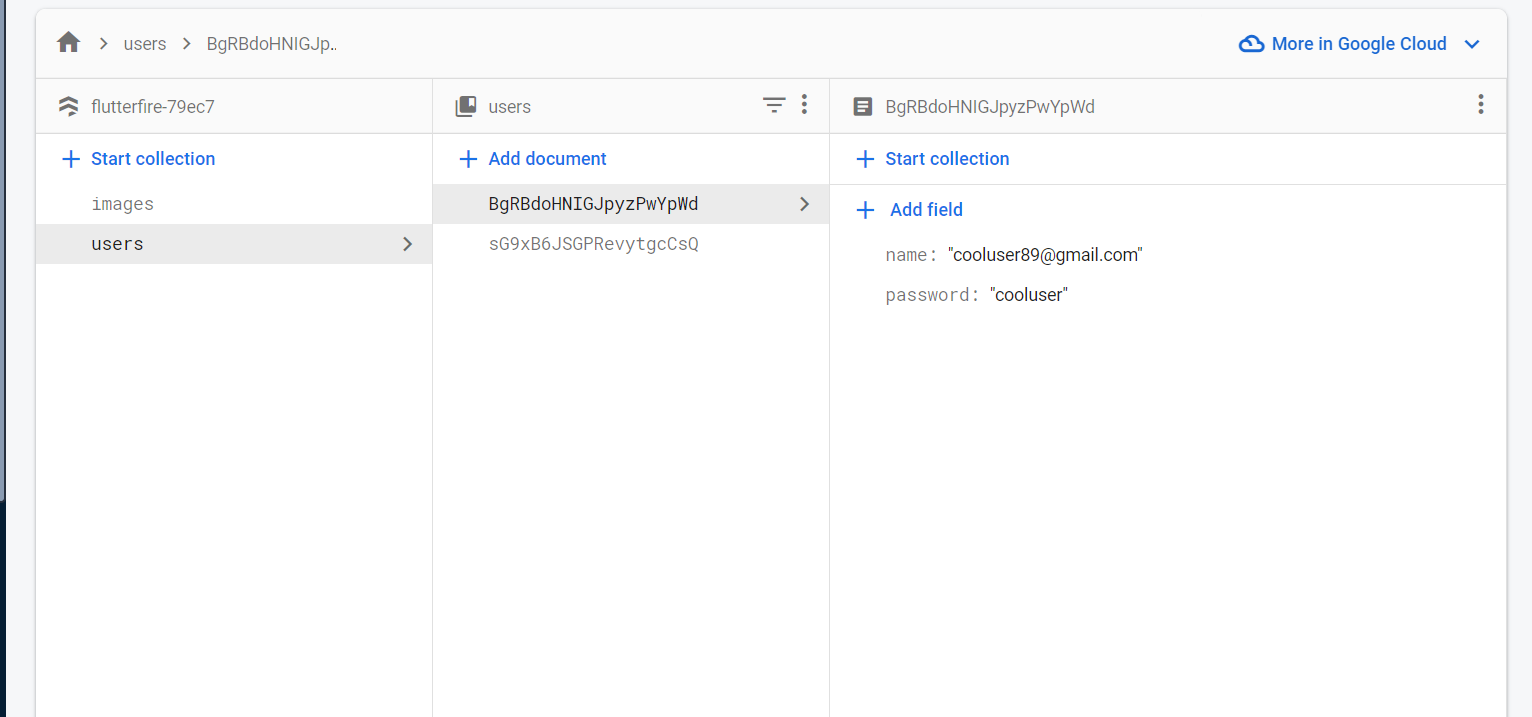 users
BgRBdoHNIGJp..
More in Google Cloud
flutterfire-79ec7
users
BgRBdoHNIGJpyzPwYpWd
Start collection
Add document
Start collection
images
BgRBdoHNIGJpyzPwYpWd
Add field
users
sG9xB6JSGPRevytgcCsQ
name: "cooluser89@gmail.com"
password: "cooluser"